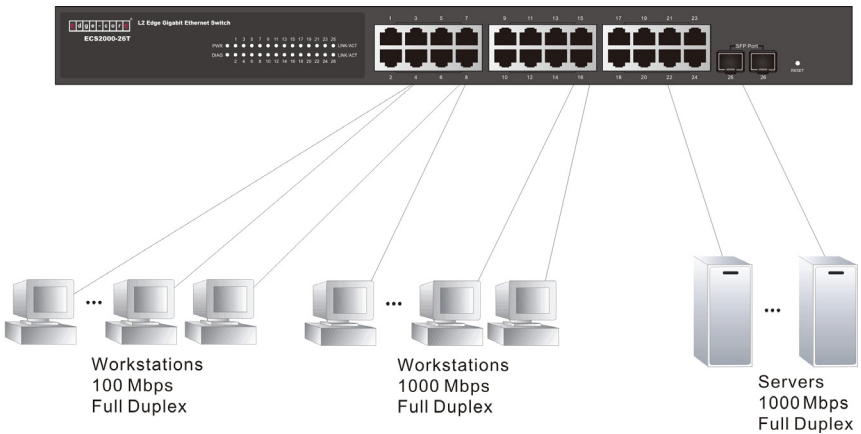 Edge-corE
L2 Edge Gigabit Ethernet Switch
ECS2000-26T
1 3 5 7 9 11 13 15 17 19 21 23 25
PWR LINK/ACT
DIAG LINK/ACT
2 4 6 8 10 12 14 16 18 20 22 24 26
1 3 5 7 9 11 13 15 17 19 21 23
SFP Port
2 4 6 8 10 12 14 16 18 20 22 24 25 26
RESET
... ... ...
Workstations
100 Mbps
Full Duplex
Workstations
1000 Mbps
Full Duplex
Servers
1000 Mbps
Full Duplex